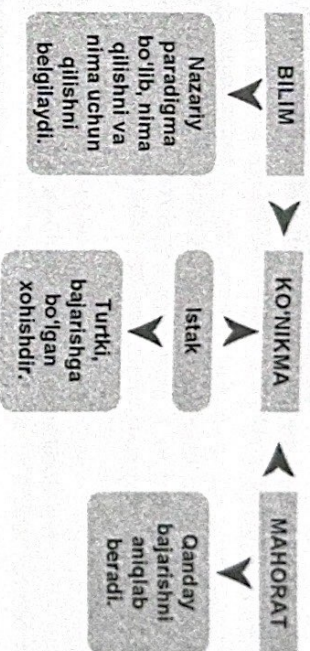 BILIM
Nazariy
paradigma
bo'lib, nima
qilishni va
nima uchun
qilishni
belgilaydi.
KO'NIKMA
Istak
Turtki,
bajarishga
bo'lgan
xohishdir.
MAHORAT
Qanday
bajarishni
aniqlab
beradi.